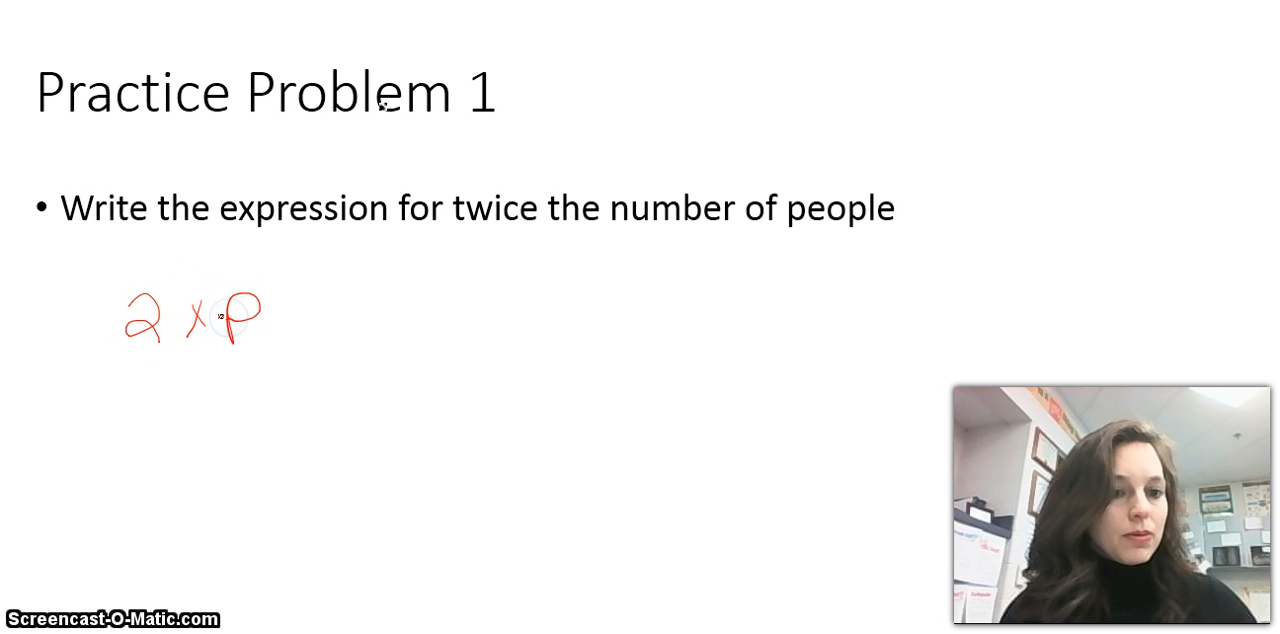 Practice Problem 1
• Write the expression for twice the number of people
2 x p
Screencast-O-Matic.com